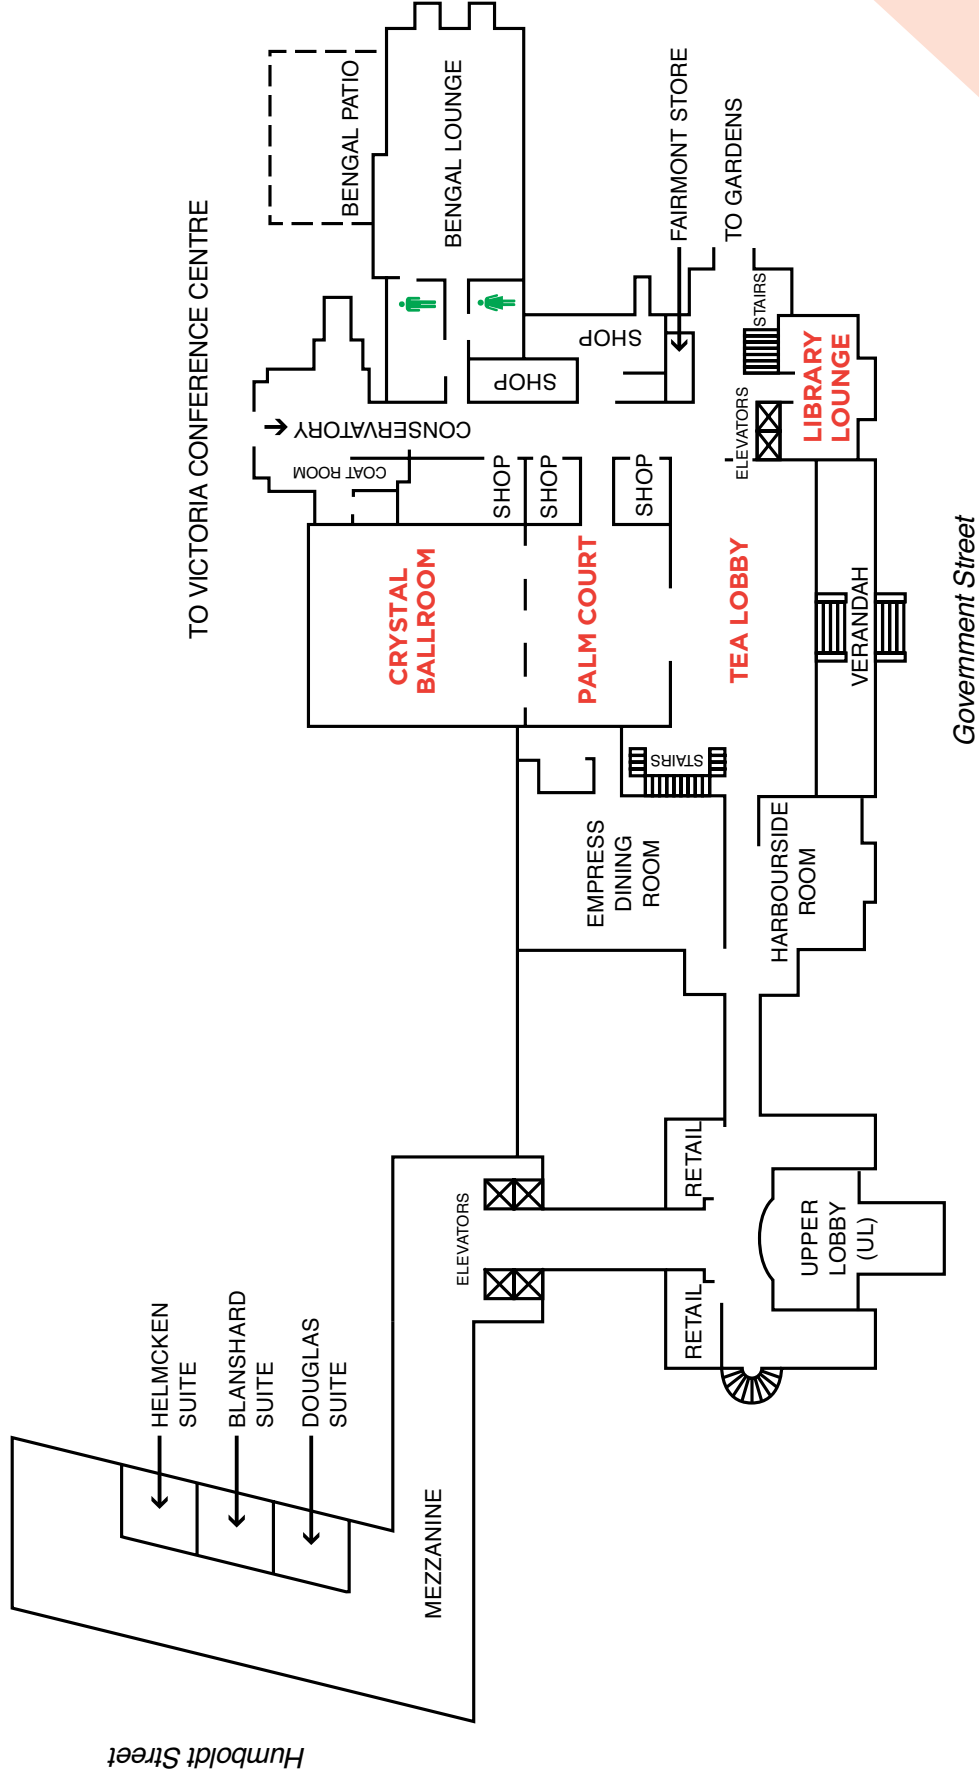 Humboldt Street
HELMCKEN
SUITE
BLANSHARD
SUITE
DOUGLAS
SUITE
MEZZANINE
ELEVATORS
RETAIL
RETAIL
UPPER
LOBBY
(UL)
TO VICTORIA CONFERENCE CENTRE
EMPRESS
DINING
ROOM
HARBOURSIDE
ROOM
STAIRS
CRYSTAL
BALLROOM
PALM COURT
TEA LOBBY
VERANDAH
Government Street
COAT ROOM
CONSERVATORY
SHOP
SHOP
SHOP
SHOP
SHOP
ELEVATORS
STAIRS
LIBRARY
LOUNGE
BENGAL PATIO
BENGAL LOUNGE
FAIRMONT STORE
TO GARDENS